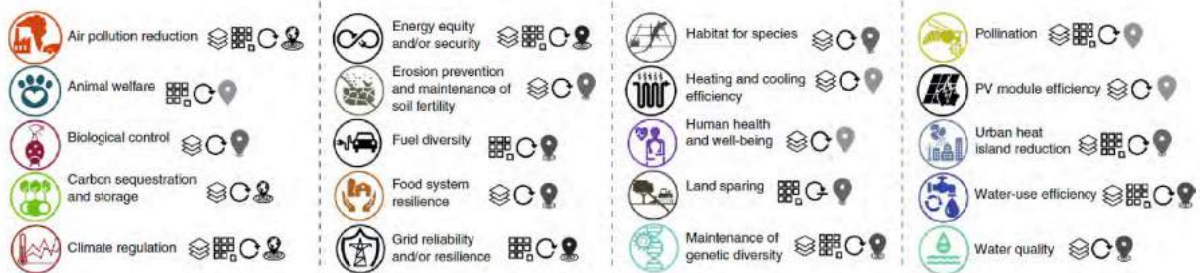 Air pollution reduction
Animal welfare
Biological control
Carbon sequestration
and storage
Climate regulation
Energy equity
and/or security
Erosion prevention
and maintenance of
soil fertility
Fuel diversity
Food system
resilience
Grid reliability
and/or resilience
Habitat for species
Heating and cooling
efficiency
Human health
and well-being
Land sparing
Maintenance of
genetic diversity
Pollination
PV module efficiency
Urban heat
island reduction
Water-use efficiency
Water quality